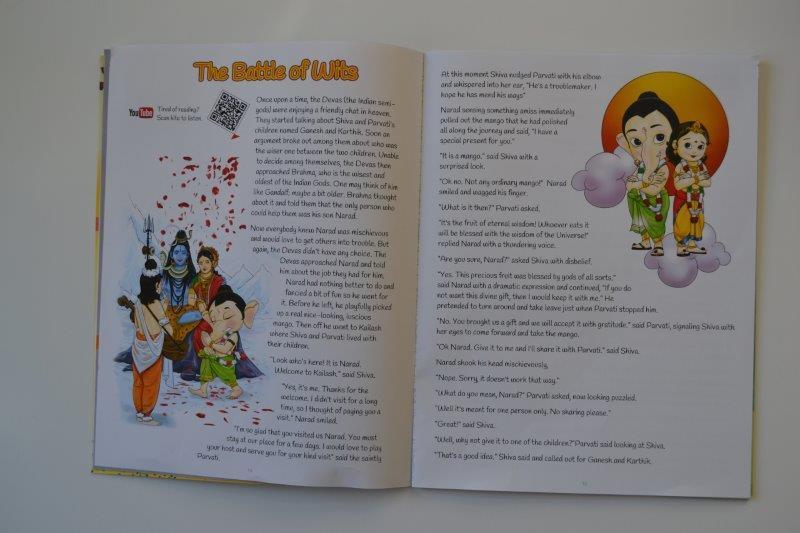 The Battle of Wits
YouTube
Tired of reading?
Scan it to listen.
Once upon a time, the Devas (the Indian semi-
gods) were enjoying a friendly chat in heaven.
They started talking about Shiva and Parvati's
children named Ganesh and Karthik. Soon an
argument broke out among them about who was
the wiser one between the two children. Unable
to decide among themselves, the Devas then
approached Brahma, who is the wisest and
oldest of the Indian Gods. One may think of him
like Gandalf; maybe a bit older. Brahma thought
about it and told them that the only person who
could help them was his son Narad.
Now everybody knew Narad was mischievous
and would love to get others into trouble. But
again, the Devas didn't have any choice. The
Devas approached Narad and told
him about the job they had for him.
Narad had nothing better to do and
fancied a bit of fun so he went for
it. Before he left, he playfully picked
up a real nice-looking, luscious
mango. Then off he went to Kailash
where Shiva and Parvati lived with
their children.
"Look who's here! It is Narad.
Welcome to Kailash." said Shiva.
"Yes, it's me. Thanks for the
welcome. I didn't visit for a long
time, so I thought of paying you a
visit." Narad smiled.
"I'm so glad that you visited us Narad. You must
stay at our place for a few days. I would love to play
your host and serve you for your kind visit" said the saintly
Parvati.
At this moment Shiva nudged Parvati with his elbow
and whispered into her ear, "He's a troublemaker. I
hope he has mend his ways"
Narad sensing something amiss immediately
pulled out the mango that he had polished
all along the journey and said, "I have a
special present for you."
"It is a mango," said Shiva with a
surprised look.
"Oh no. Not any ordinary mango!" Narad
smiled and wagged his finger.
"What is it then?" Parvati asked.
"It's the fruit of eternal wisdom! Whoever eats it
will be blessed with the wisdom of the Universe!"
replied Narad with a thundering voice.
"Are you sure, Narad?" asked Shiva with disbelief.
"Yes. This precious fruit was blessed by gods of all sorts,"
said Narad with a dramatic expression and continued, "If you do
not want this divine gift, then I would keep it with me." He
pretended to turn around and take leave just when Parvati stopped him.
"No. You brought us a gift and we will accept it with gratitude." said Parvati, signaling Shiva with
her eyes to come forward and take the mango.
"Ok Narad. Give it to me and I'll share it with Parvati." said Shiva.
Narad shook his head mischievously,
"Nope. Sorry, it doesn't work that way."
"What do you mean, Narad?" Parvati asked, now looking puzzled.
"Well it's meant for one person only. No sharing please."
"Great!" said Shiva.
"Well, why not give it to one of the children?"Parvati said looking at Shiva.
"That's a good idea," Shiva said and called out for Ganesh and Karthik.